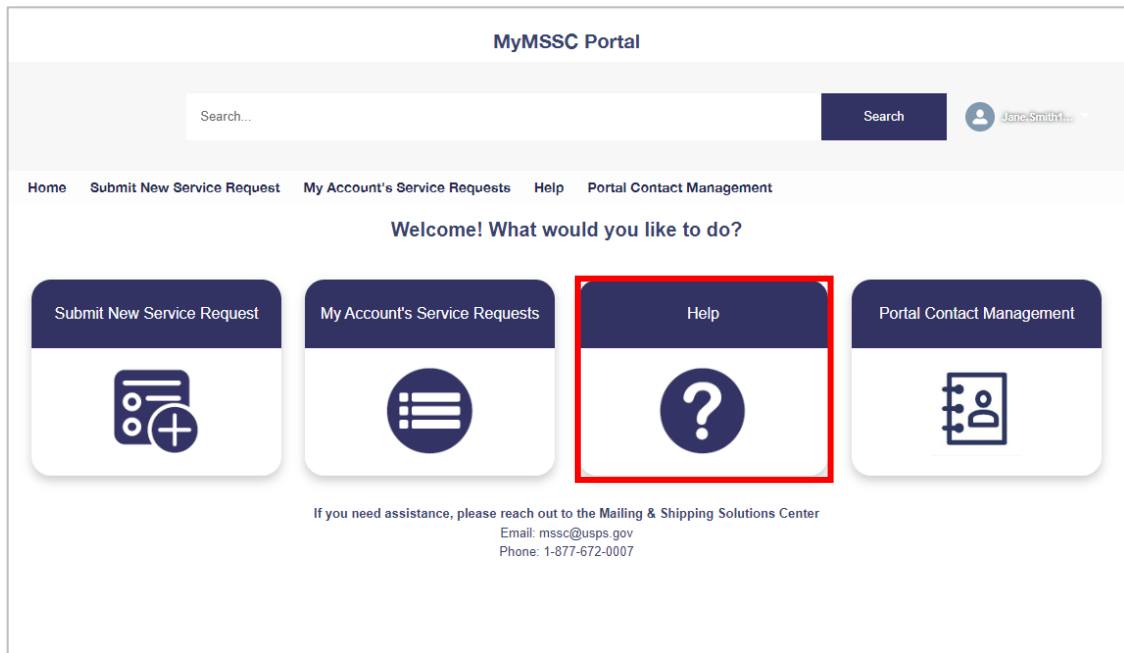 MyMSSC Portal
Search...
Search
Jane.Smith1...
Home Submit New Service Request My Account's Service Requests Help Portal Contact Management
Welcome! What would you like to do?
Submit New Service Request
My Account's Service Requests
Help
Portal Contact Management
If you need assistance, please reach out to the Mailing & Shipping Solutions Center
Email: mssc@usps.gov
Phone: 1-877-672-0007